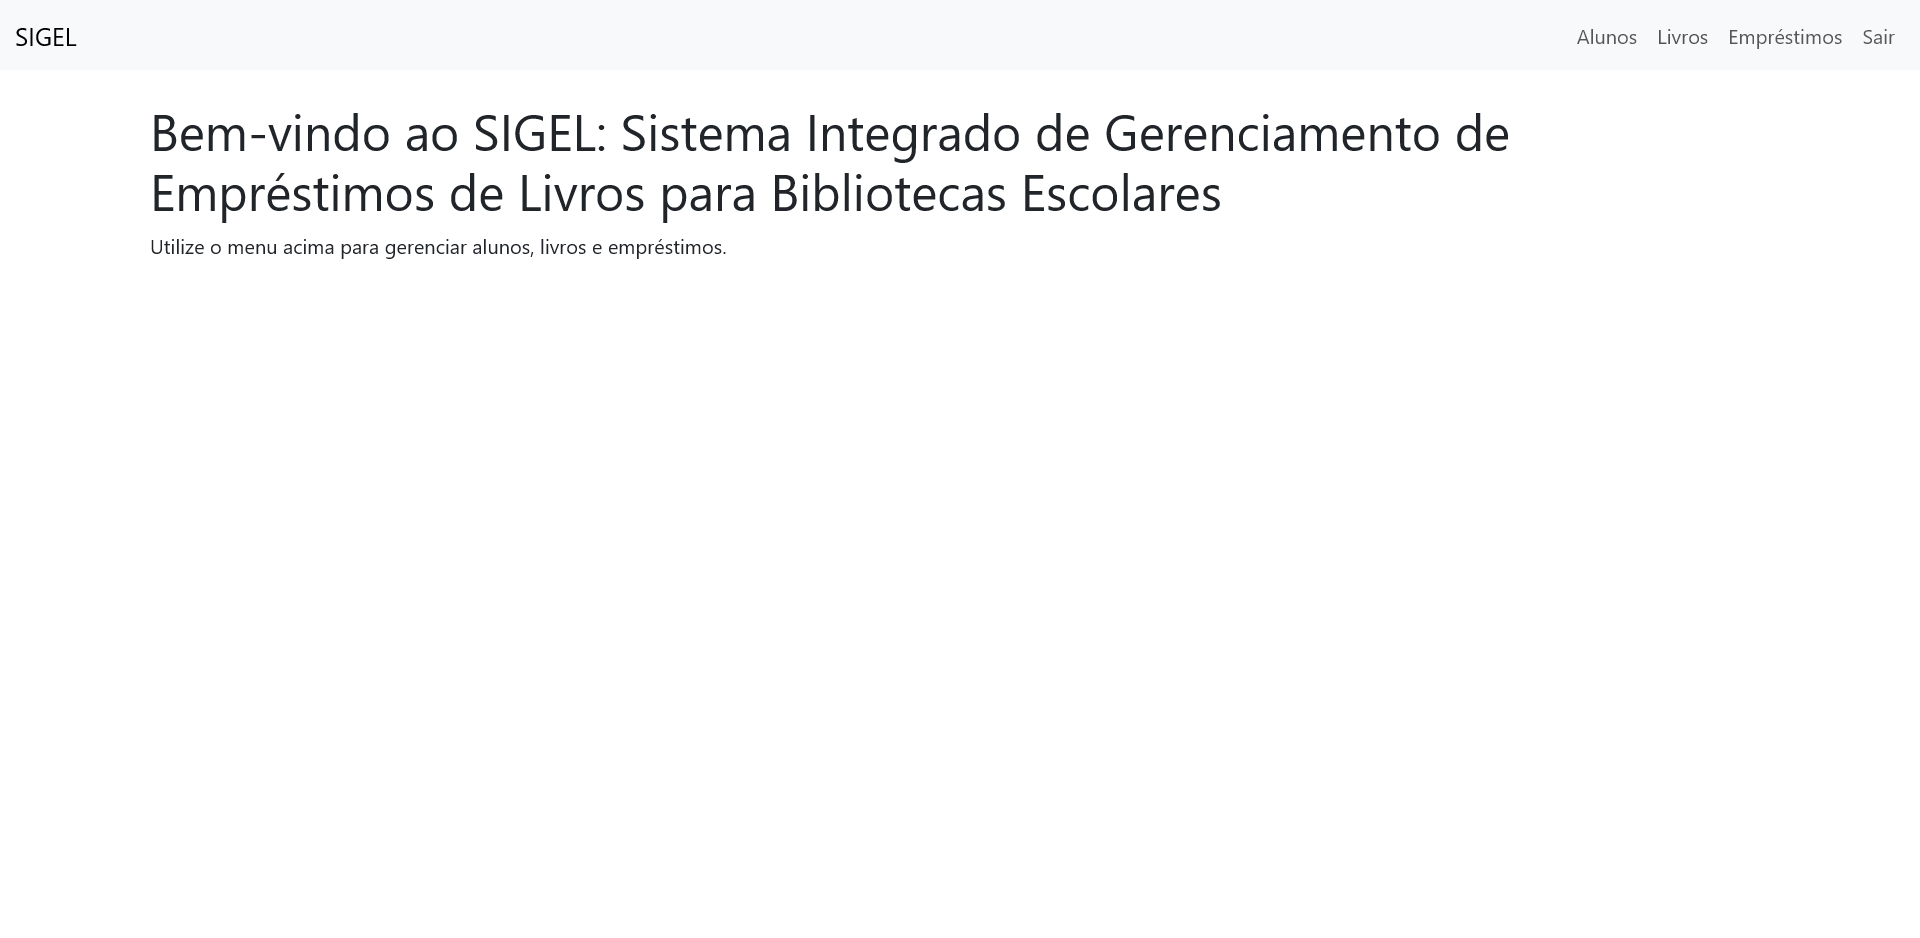 SIGEL
Alunos Livros Empréstimos Sair
Bem-vindo ao SIGEL: Sistema Integrado de Gerenciamento de
Empréstimos de Livros para Bibliotecas Escolares
Utilize o menu acima para gerenciar alunos, livros e empréstimos.